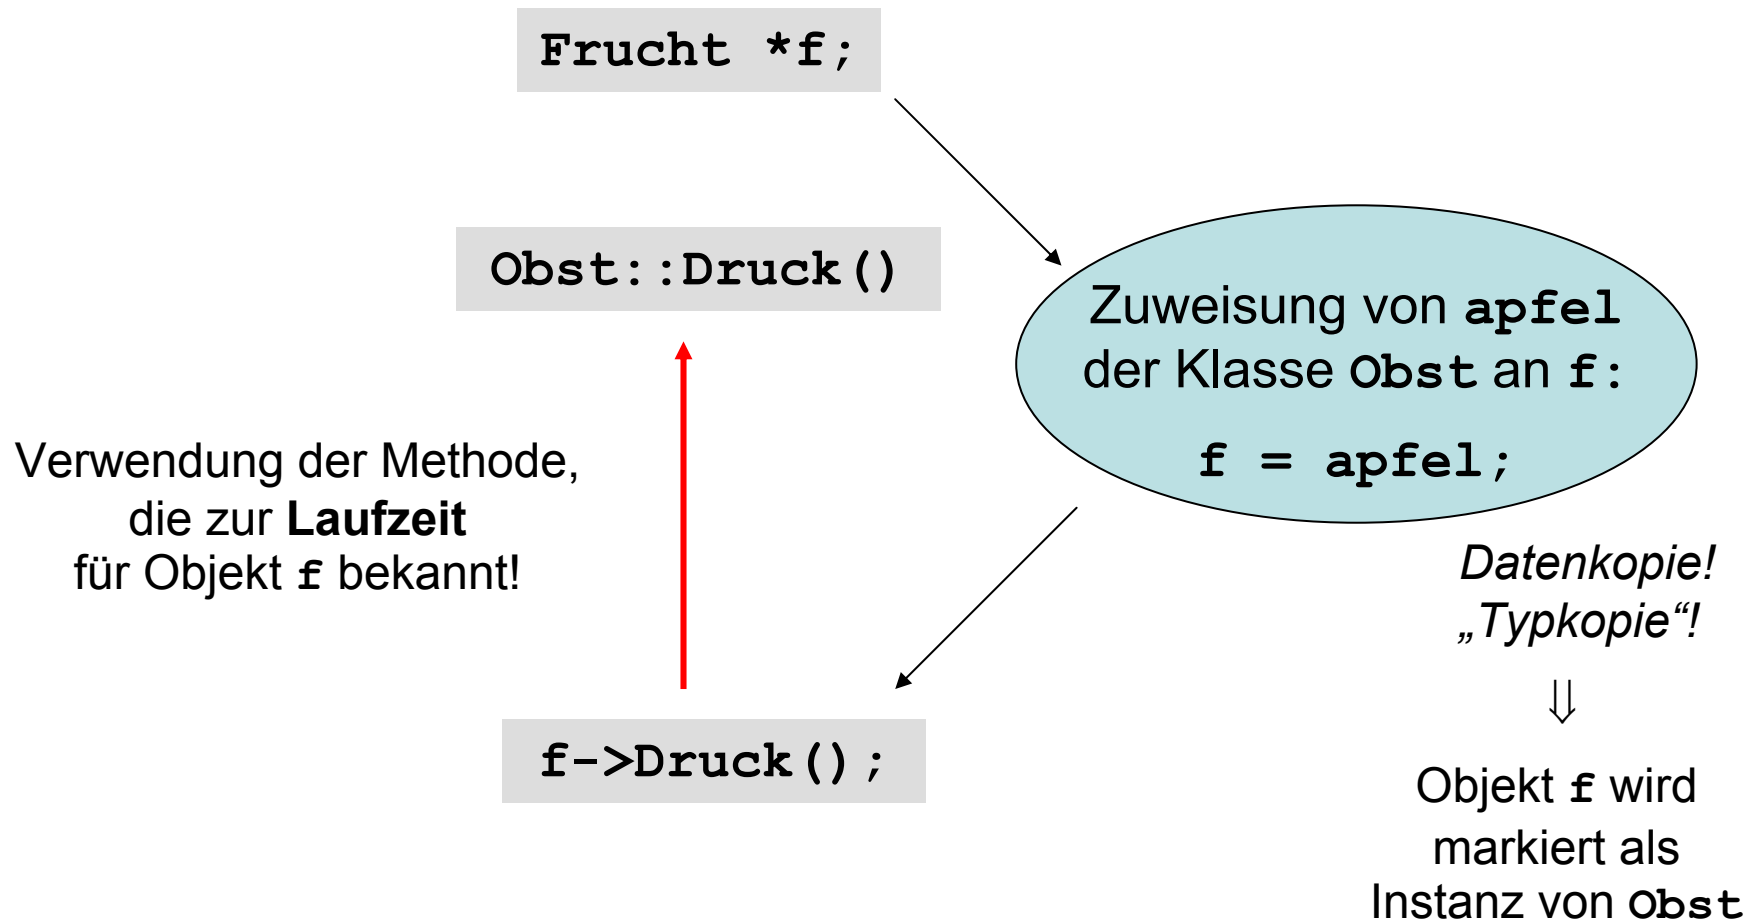 Frucht *f;
Obst::Druck()
Zuweisung von apfel
der Klasse Obst an f:
f = apfel;
Verwendung der Methode,
die zur Laufzeit
für Objekt f bekannt!
Datenkopie!
„Typkopie“!
⇓
f->Druck();
Objekt f wird
markiert als
Instanz von Obst